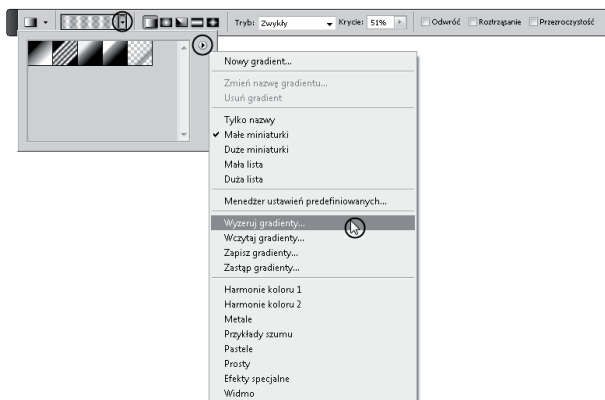 Tryb: Zwykły Krycie: 51% Odwróć Roztrząsanie Przezroczystość
Nowy gradient...
Zmień nazwę gradientu...
Usuń gradient
Tylko nazwy
Małe miniaturki
Duże miniaturki
Mała lista
Duża lista
Menedżer ustawień predefiniowanych...
Wyzeruj gradienty...
Wczytaj gradienty...
Zapisz gradienty...
Zastąp gradienty...
Harmonie koloru 1
Harmonie koloru 2
Metale
Przykłady szumu
Pastele
Prosty
Efekty specjalne
Widmo